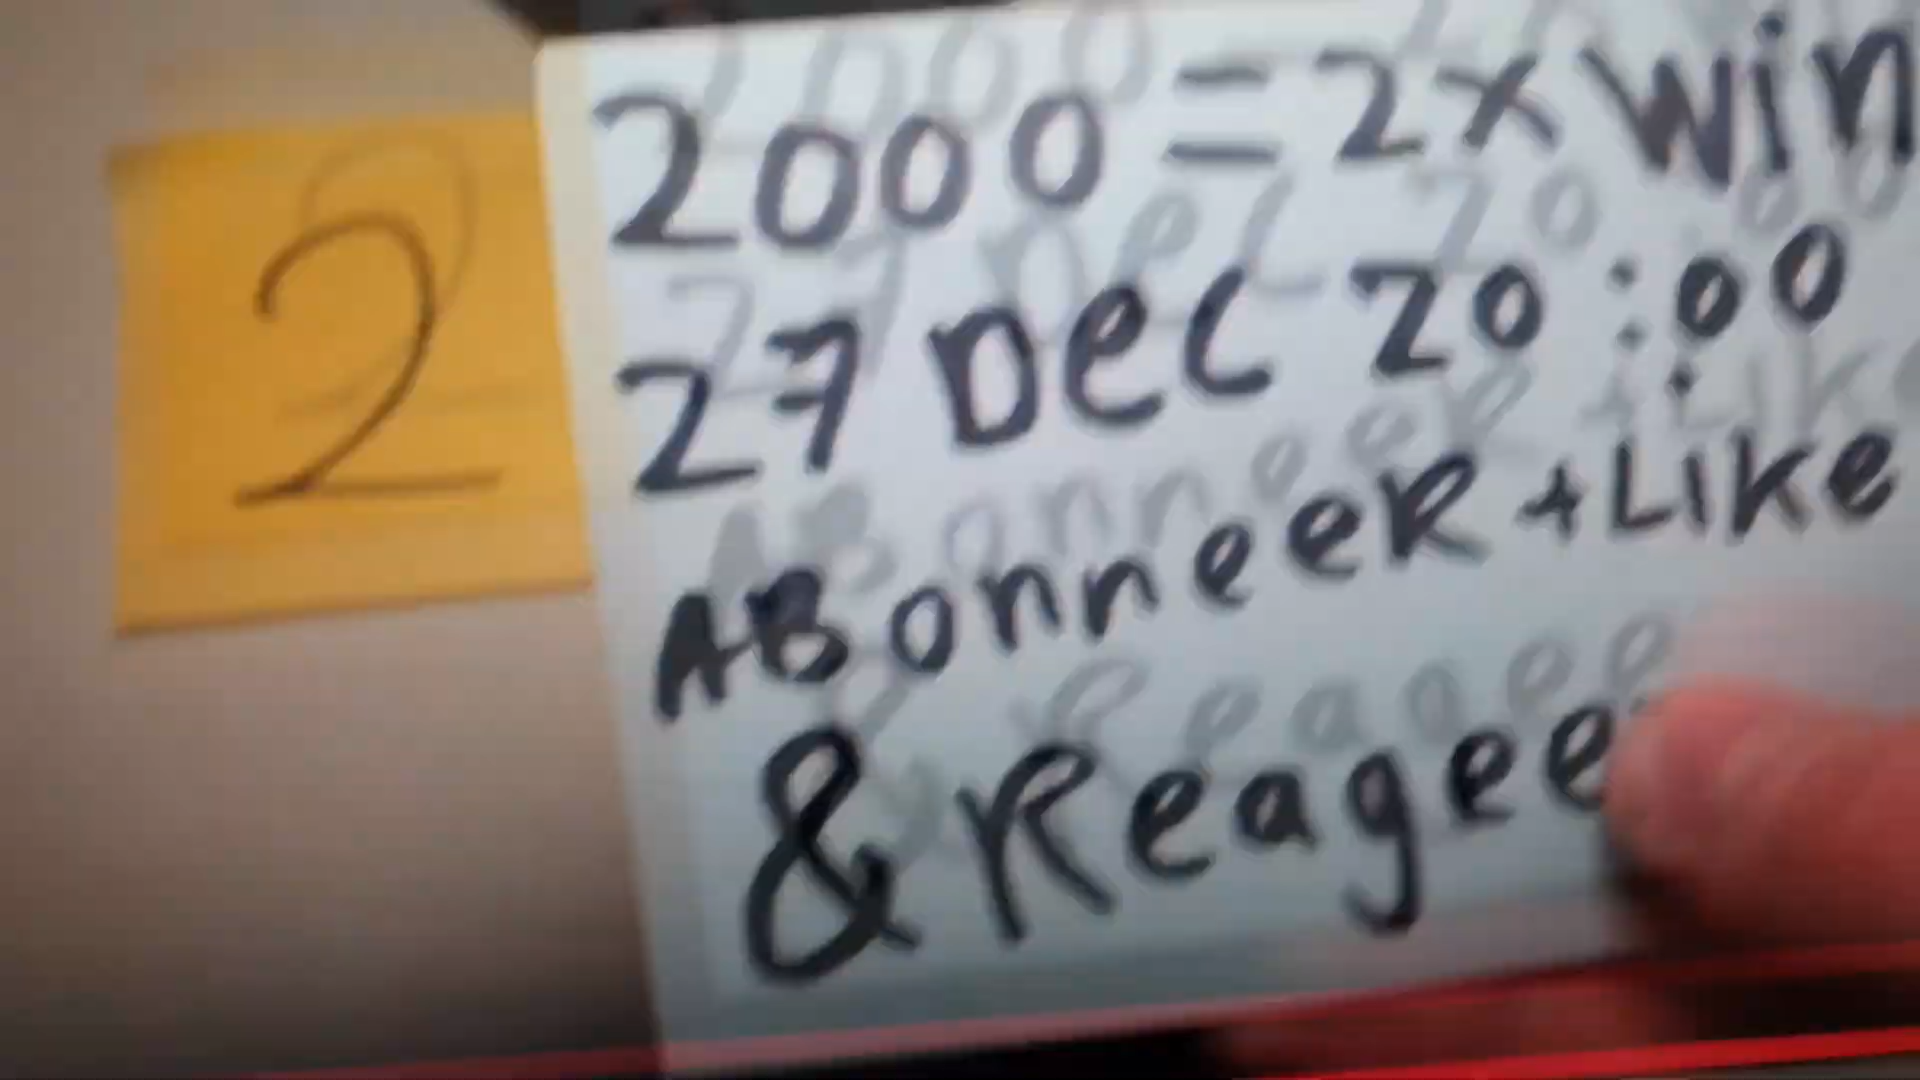 2
2000 = 2x win
27 Dec 20:00
ABonneer + Like
& Reagee